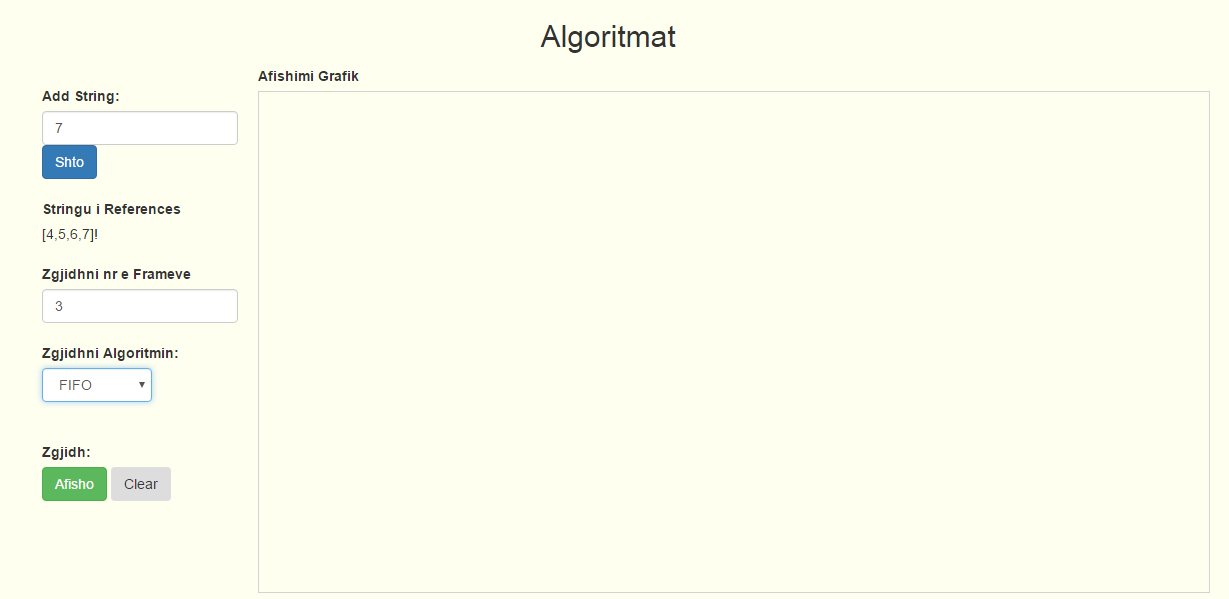 Algoritmat
Afishimi Grafik
Add String:
7
Shto
Stringu i References
[4,5,6,7]!
Zgjidhni nr e Frameve
3
Zgjidhni Algoritmin:
FIFO
Zgjidh:
Afisho Clear